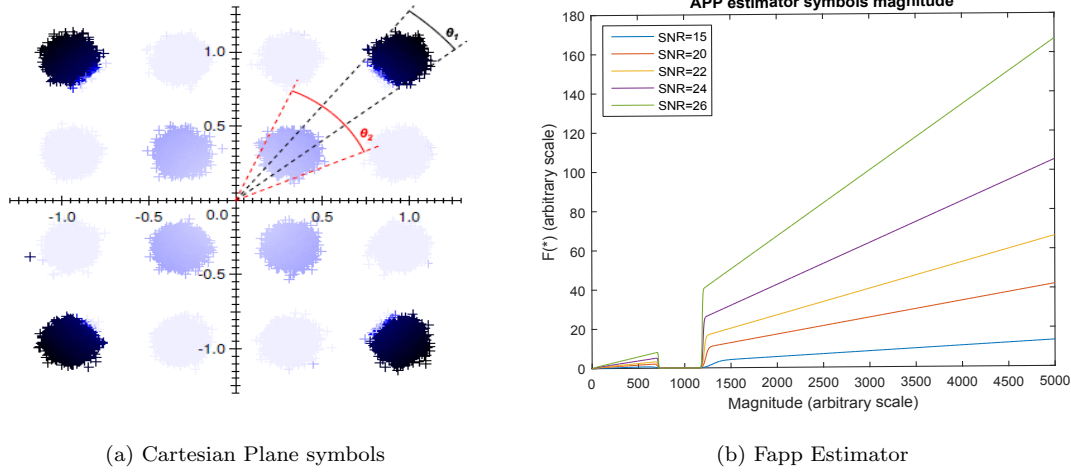 1.0
0.5
0.0
-0.5
-1.0
-1.0
-0.5
0.5
1.0
θ1
θ2
(a) Cartesian Plane symbols
APP estimator symbols magnitude
SNR=15
SNR=20
SNR=22
SNR=24
SNR=26
180
160
140
120
100
80
60
40
20
0
F(*) (arbitrary scale)
0 500 1000 1500 2000 2500 3000 3500 4000 4500 5000
Magnitude (arbitrary scale)
(b) Fapp Estimator